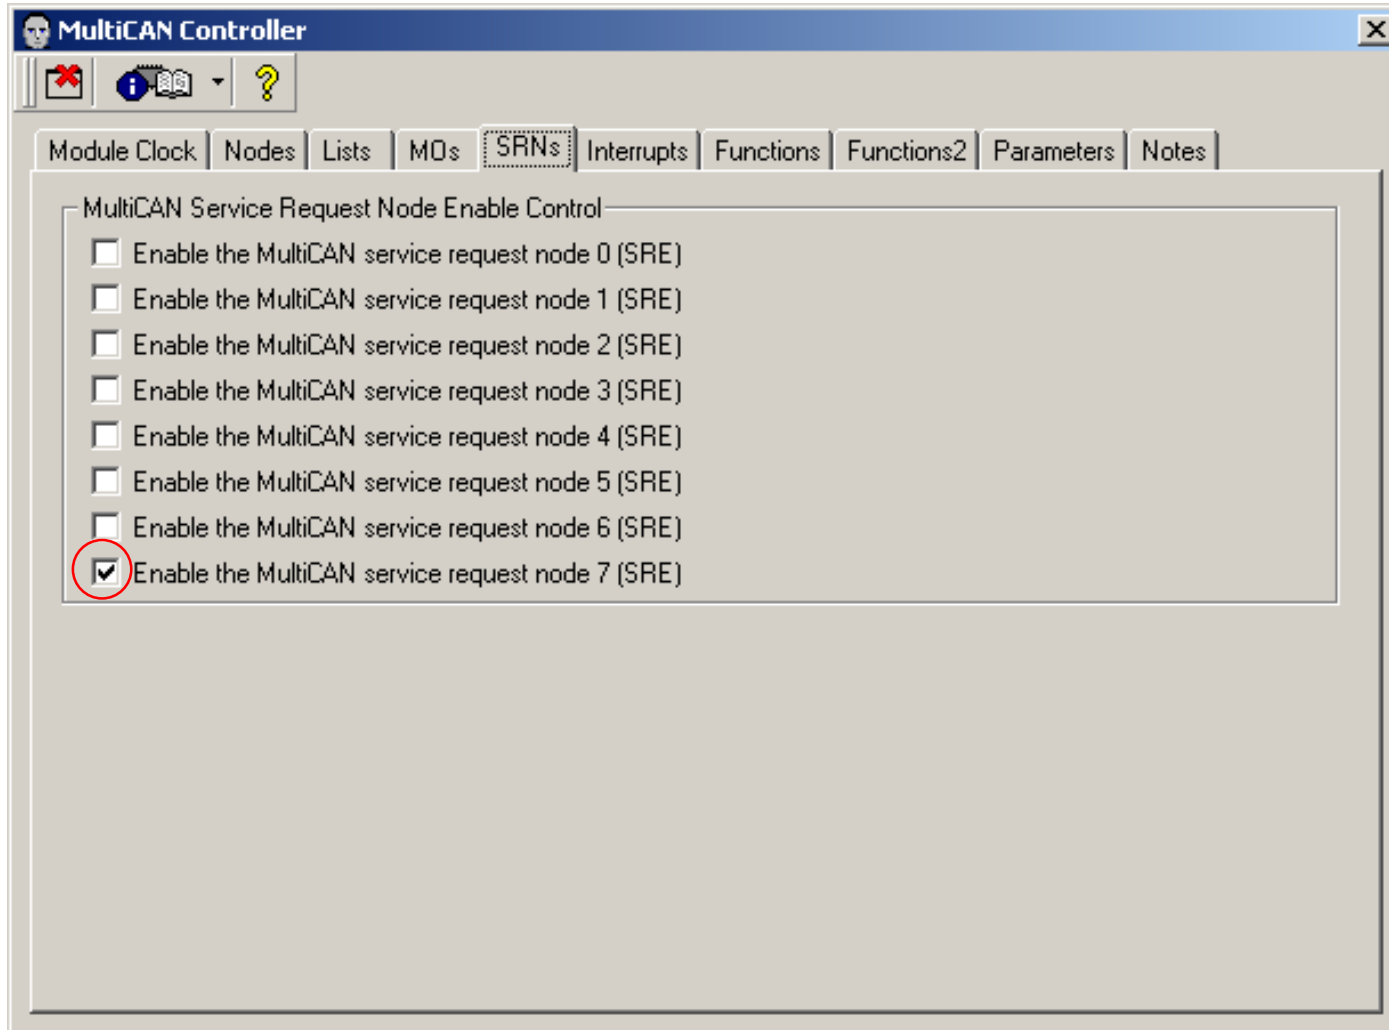 MultiCAN Controller
Module Clock Nodes Lists MOs SRNs Interrupts Functions Functions2 Parameters Notes
MultiCAN Service Request Node Enable Control
Enable the MultiCAN service request node 0 (SRE)
Enable the MultiCAN service request node 1 (SRE)
Enable the MultiCAN service request node 2 (SRE)
Enable the MultiCAN service request node 3 (SRE)
Enable the MultiCAN service request node 4 (SRE)
Enable the MultiCAN service request node 5 (SRE)
Enable the MultiCAN service request node 6 (SRE)
Enable the MultiCAN service request node 7 (SRE)